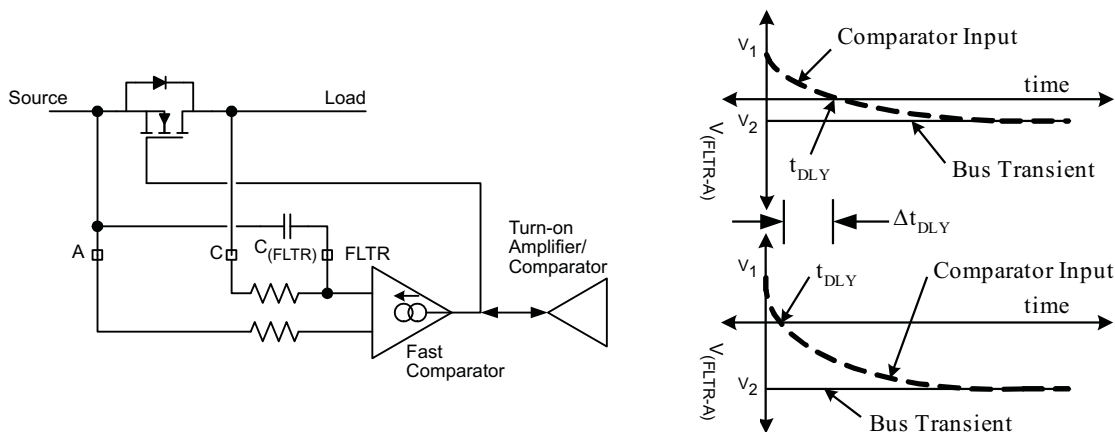 Source
Load
A
C
C(FLTR)
FLTR
Turn-on
Amplifier/
Comparator
Fast
Comparator
V1
Comparator Input
time
V2
V(FLTR-A)
tDLY
Bus Transient
ΔtDLY
V1
tDLY
Comparator Input
time
V(FLTR-A)
V2
Bus Transient